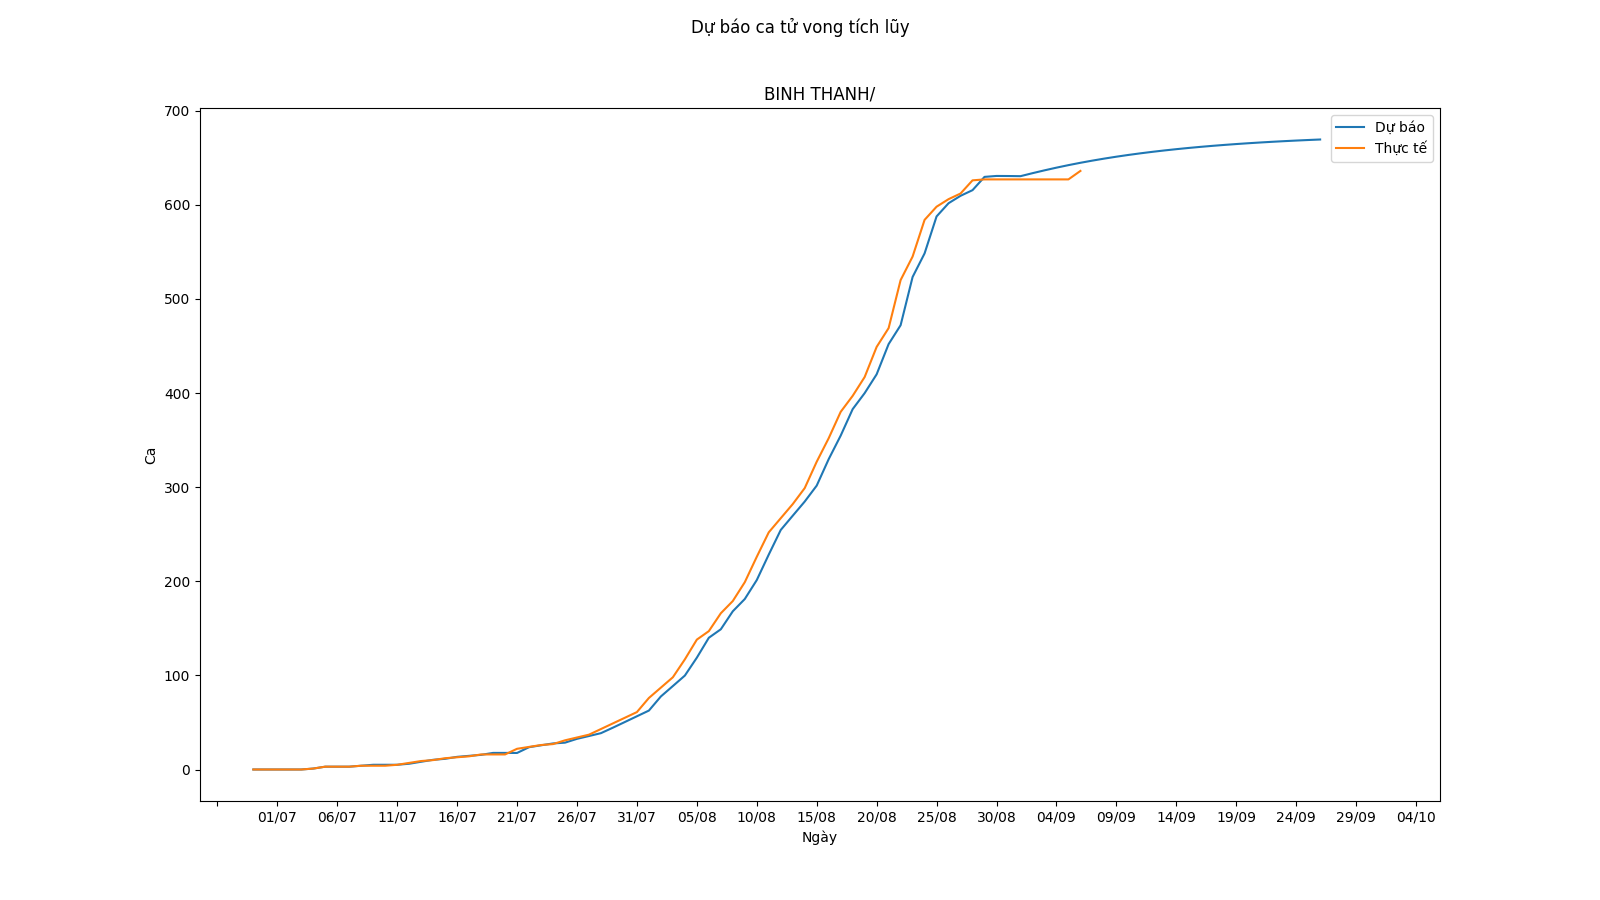 Dự báo ca tử vong tích lũy
BINH THANH/
Dự báo
Thực tế
700
600
500
400
300
200
100
0
Ca
01/07 06/07 11/07 16/07 21/07 26/07 31/07 05/08 10/08 15/08 20/08 25/08 30/08 04/09 09/09 14/09 19/09 24/09 29/09 04/10
Ngày